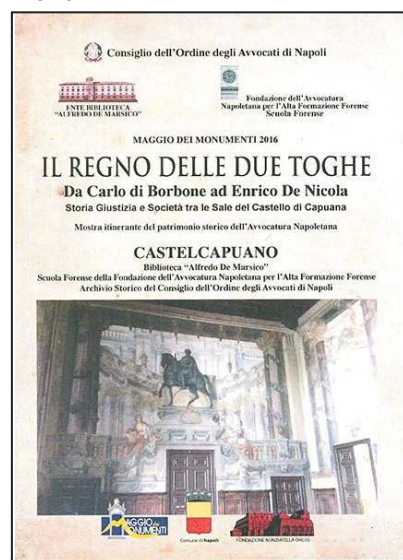 Consiglio dell'Ordine degli Avvocati di Napoli
ENTE BIBLIOTECA
"ALFREDO DE MARSICO"
Fondazione dell'Avvocatura
Napoletana per l'Alta Formazione Forense
Scuola Forense
MAGGIO DEI MONUMENTI 2016
IL REGNO DELLE DUE TOGHE
Da Carlo di Borbone ad Enrico De Nicola
Storia Giustizia e Società tra le Sale del Castello di Capuana
Mostra itinerante del patrimonio storico dell'Avvocatura Napoletana
CASTELCAPUANO
Biblioteca "Alfredo De Marsico"
Scuola Forense della Fondazione dell'Avvocatura Napoletana per l'Alta Formazione Forense
Archivio Storico del Consiglio dell'Ordine degli Avvocati di Napoli
MAGGIO dei
MONUMENTI
Comune di Napoli
FONDAZIONE